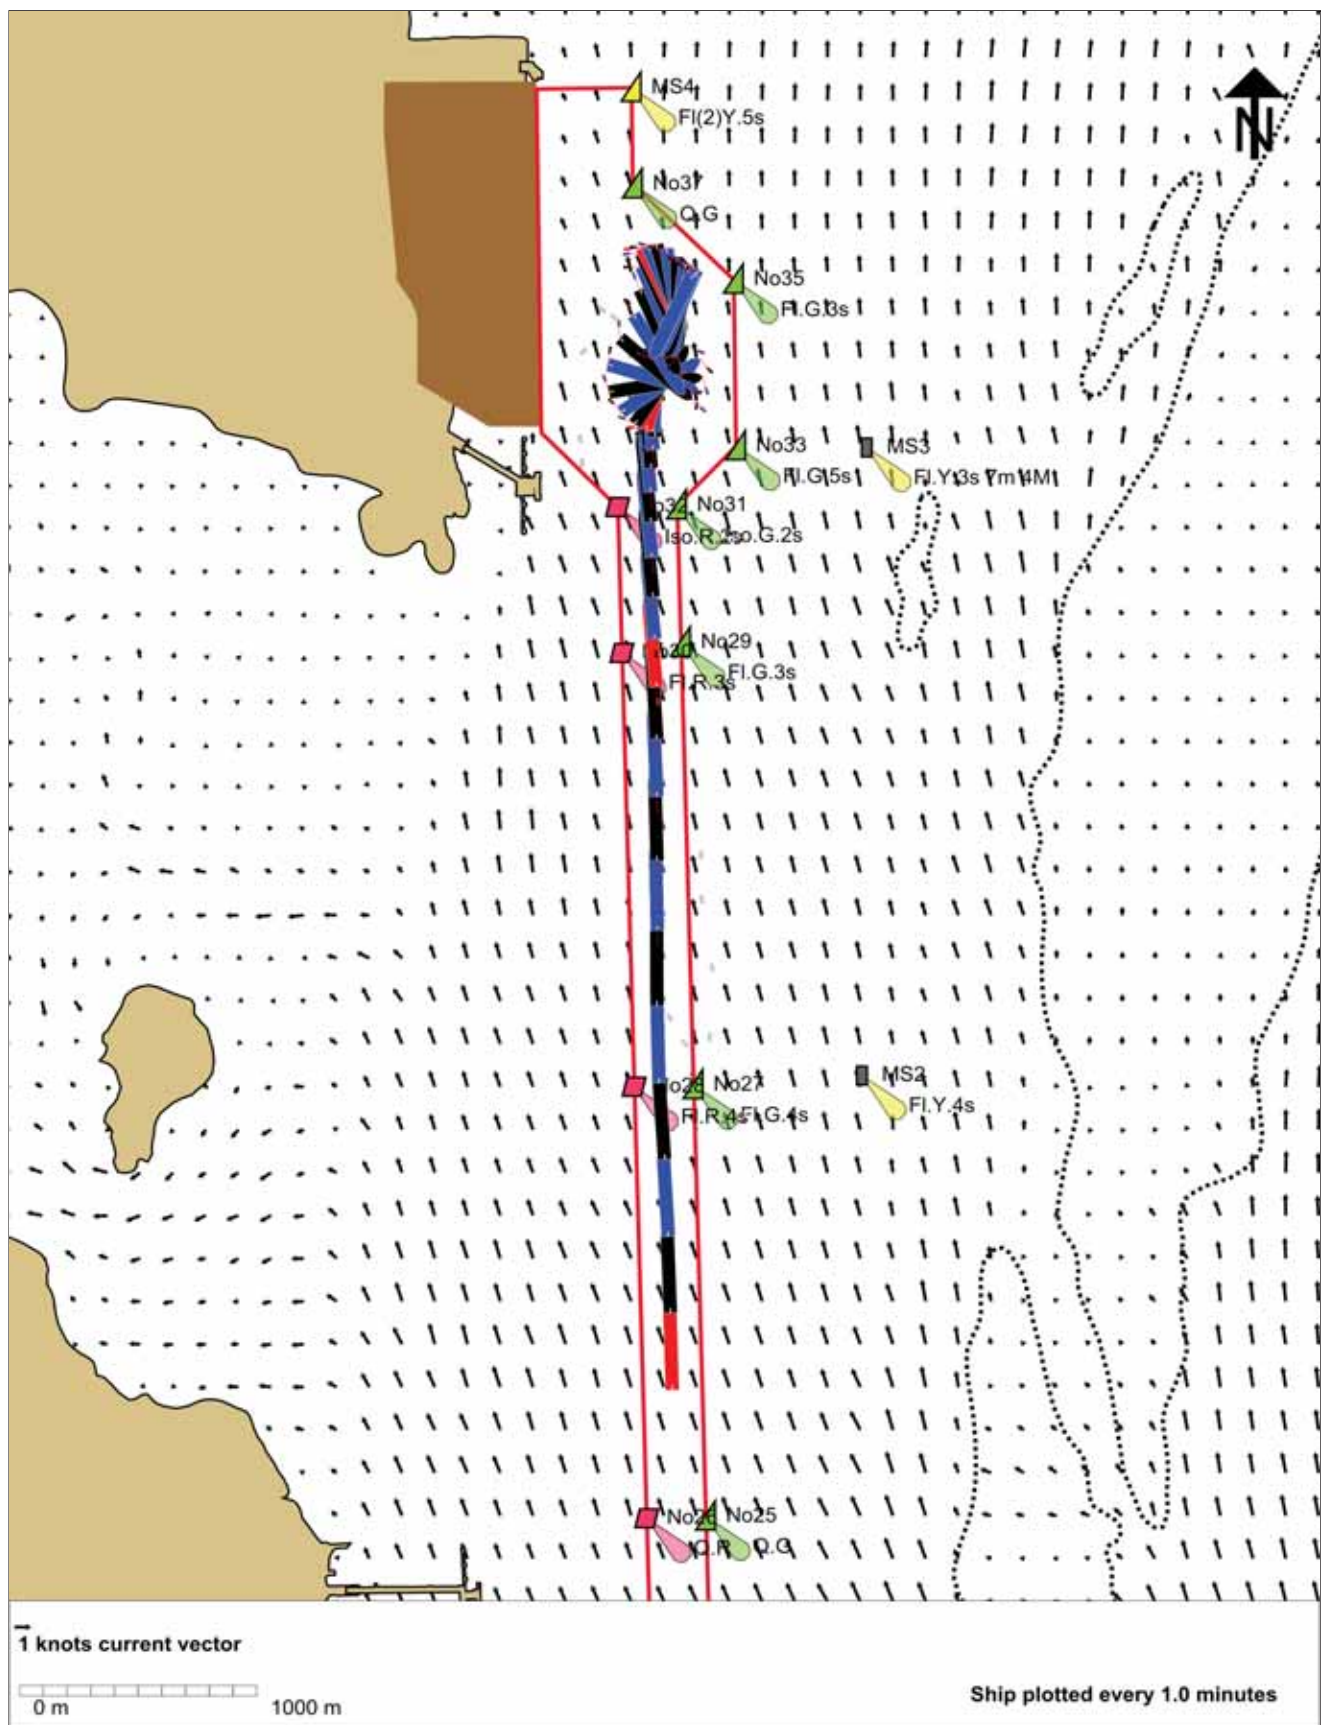 MS4
Fl(2)Y.5s
N
No37
Q.G
No35
Fl.G.3s
No33
MS3
Fl.G.5s
Fl.Y.3s 7m 4M
No31
Iso.R.2s
Iso.G.2s
No29
Fl.G.3s
Fl.R.3s
MS2
No27
Fl.Y.4s
Fl.R.4s
Fl.G.4s
No26
No25
Q.R
Q.G
1 knots current vector
0 m
1000 m
Ship plotted every 1.0 minutes